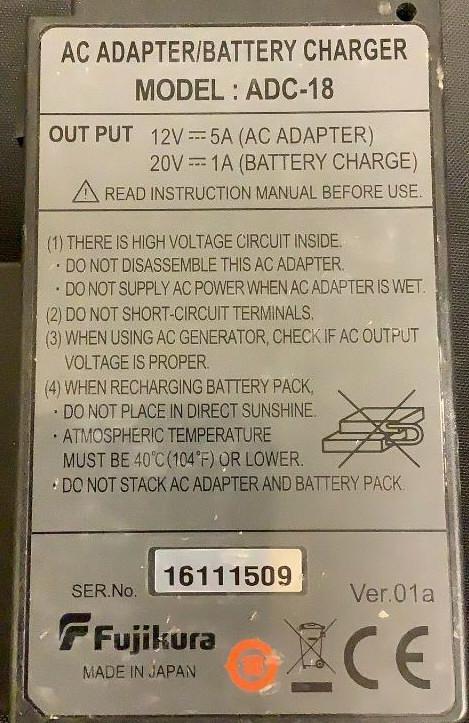 AC ADAPTER/BATTERY CHARGER
MODEL : ADC-18
OUT PUT 12V⎓5A (AC ADAPTER)
20V⎓1A (BATTERY CHARGE)
READ INSTRUCTION MANUAL BEFORE USE.
(1) THERE IS HIGH VOLTAGE CIRCUIT INSIDE.
・DO NOT DISASSEMBLE THIS AC ADAPTER.
・DO NOT SUPPLY AC POWER WHEN AC ADAPTER IS WET.
(2) DO NOT SHORT-CIRCUIT TERMINALS.
(3) WHEN USING AC GENERATOR, CHECK IF AC OUTPUT
VOLTAGE IS PROPER.
(4) WHEN RECHARGING BATTERY PACK,
・DO NOT PLACE IN DIRECT SUNSHINE.
・ATMOSPHERIC TEMPERATURE
MUST BE 40°C(104°F) OR LOWER.
・DO NOT STACK AC ADAPTER AND BATTERY PACK.
SER.No. 16111509
Ver.01a
Fujikura
MADE IN JAPAN
CE